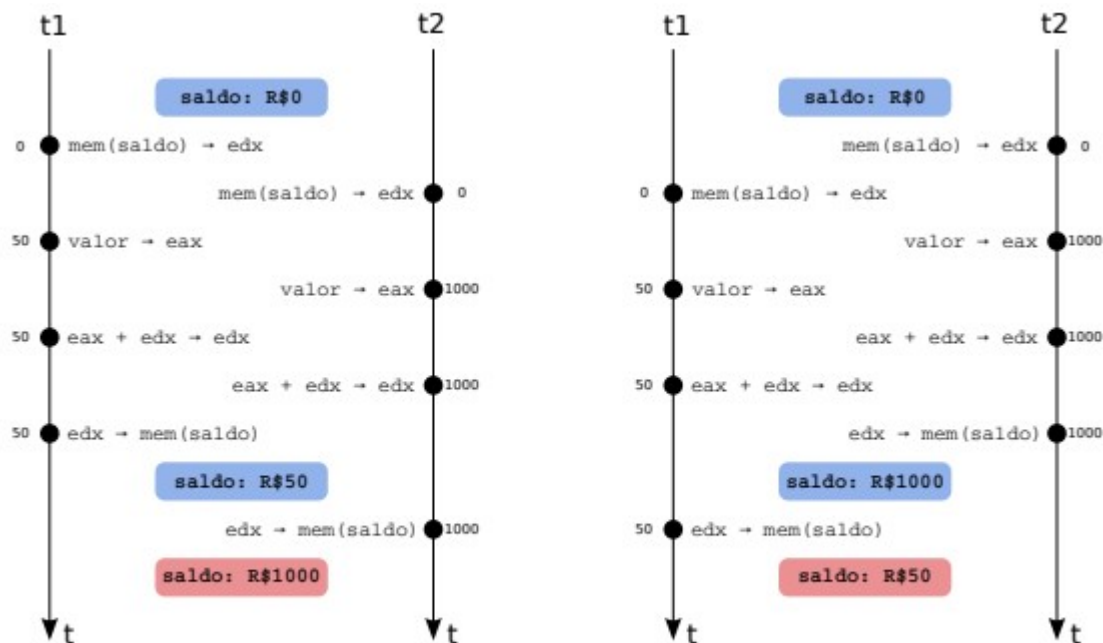 t1 t2
saldo: R$0
0 mem(saldo) → edx
mem(saldo) → edx 0
50 valor → eax
valor → eax 1000
50 eax + edx → edx
eax + edx → edx 1000
50 edx → mem(saldo)
saldo: R$50
edx → mem(saldo) 1000
saldo: R$1000
t t
t1 t2
saldo: R$0
mem(saldo) → edx 0
0 mem(saldo) → edx
valor → eax 1000
50 valor → eax
eax + edx → edx 1000
50 eax + edx → edx
edx → mem(saldo) 1000
saldo: R$1000
50 edx → mem(saldo)
saldo: R$50
t t